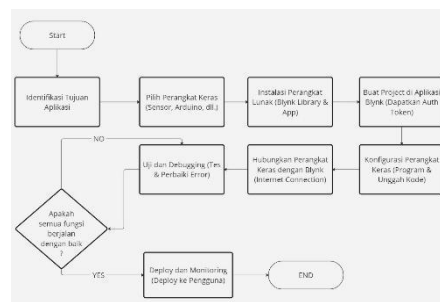 Start
Identifikasi Tujuan
Aplikasi
Pilih Perangkat Keras
(Sensor, Arduino, dll.)
Instalasi Perangkat
Lunak (Blynk Library &
App)
Buat Project di Aplikasi
Blynk (Dapatkan Auth
Token)
Konfigurasi Perangkat
Keras (Program &
Unggah Kode)
Hubungkan Perangkat
Keras dengan Blynk
(Internet Connection)
Uji dan Debugging (Tes
& Perbaiki Error)
NO
Apakah
semua fungsi
berjalan
dengan baik
?
YES
Deploy dan Monitoring
(Deploy ke Pengguna)
END